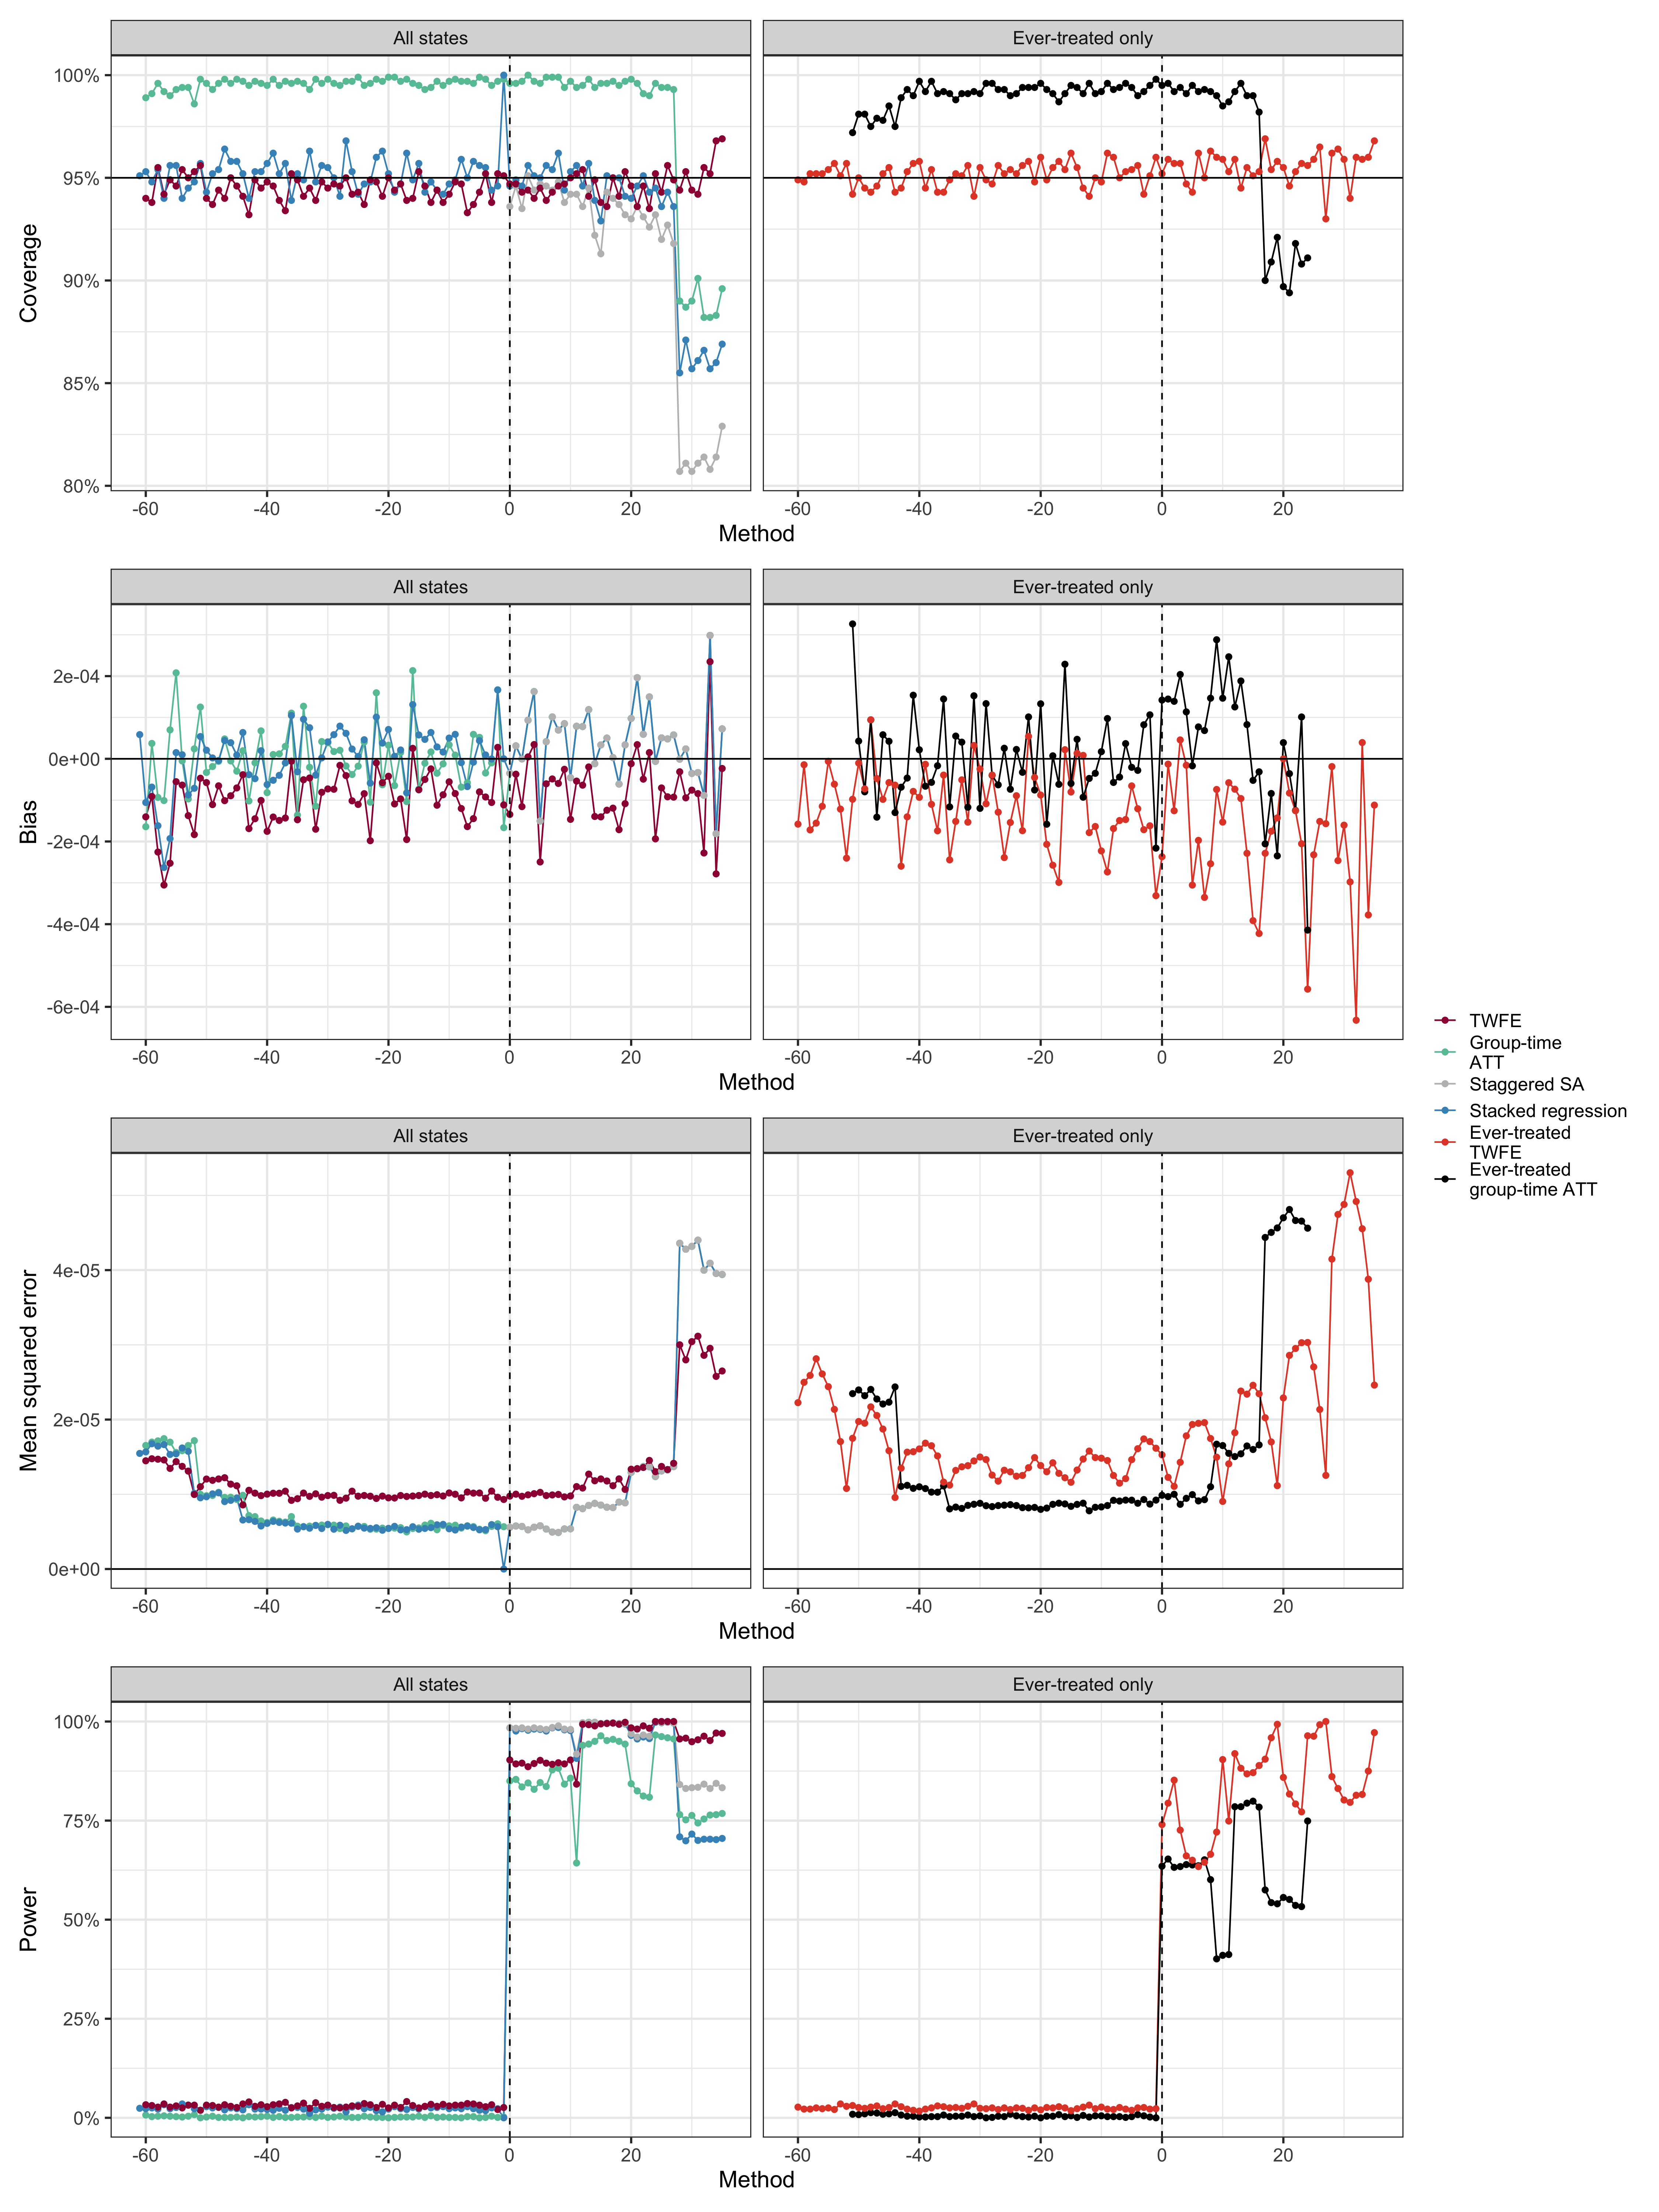 All states
Ever-treated only
100%
95%
90%
85%
80%
Coverage
-60
-40
-20
0
20
-60
-40
-20
0
20
Method
All states
Ever-treated only
2e-04
0e+00
-2e-04
-4e-04
-6e-04
Bias
-60
-40
-20
0
20
-60
-40
-20
0
20
Method
TWFE
Group-time
ATT
Staggered SA
Stacked regression
Ever-treated
TWFE
Ever-treated
group-time ATT
All states
Ever-treated only
4e-05
2e-05
0e+00
Mean squared error
-60
-40
-20
0
20
-60
-40
-20
0
20
Method
All states
Ever-treated only
100%
75%
50%
25%
0%
Power
-60
-40
-20
0
20
-60
-40
-20
0
20
Method